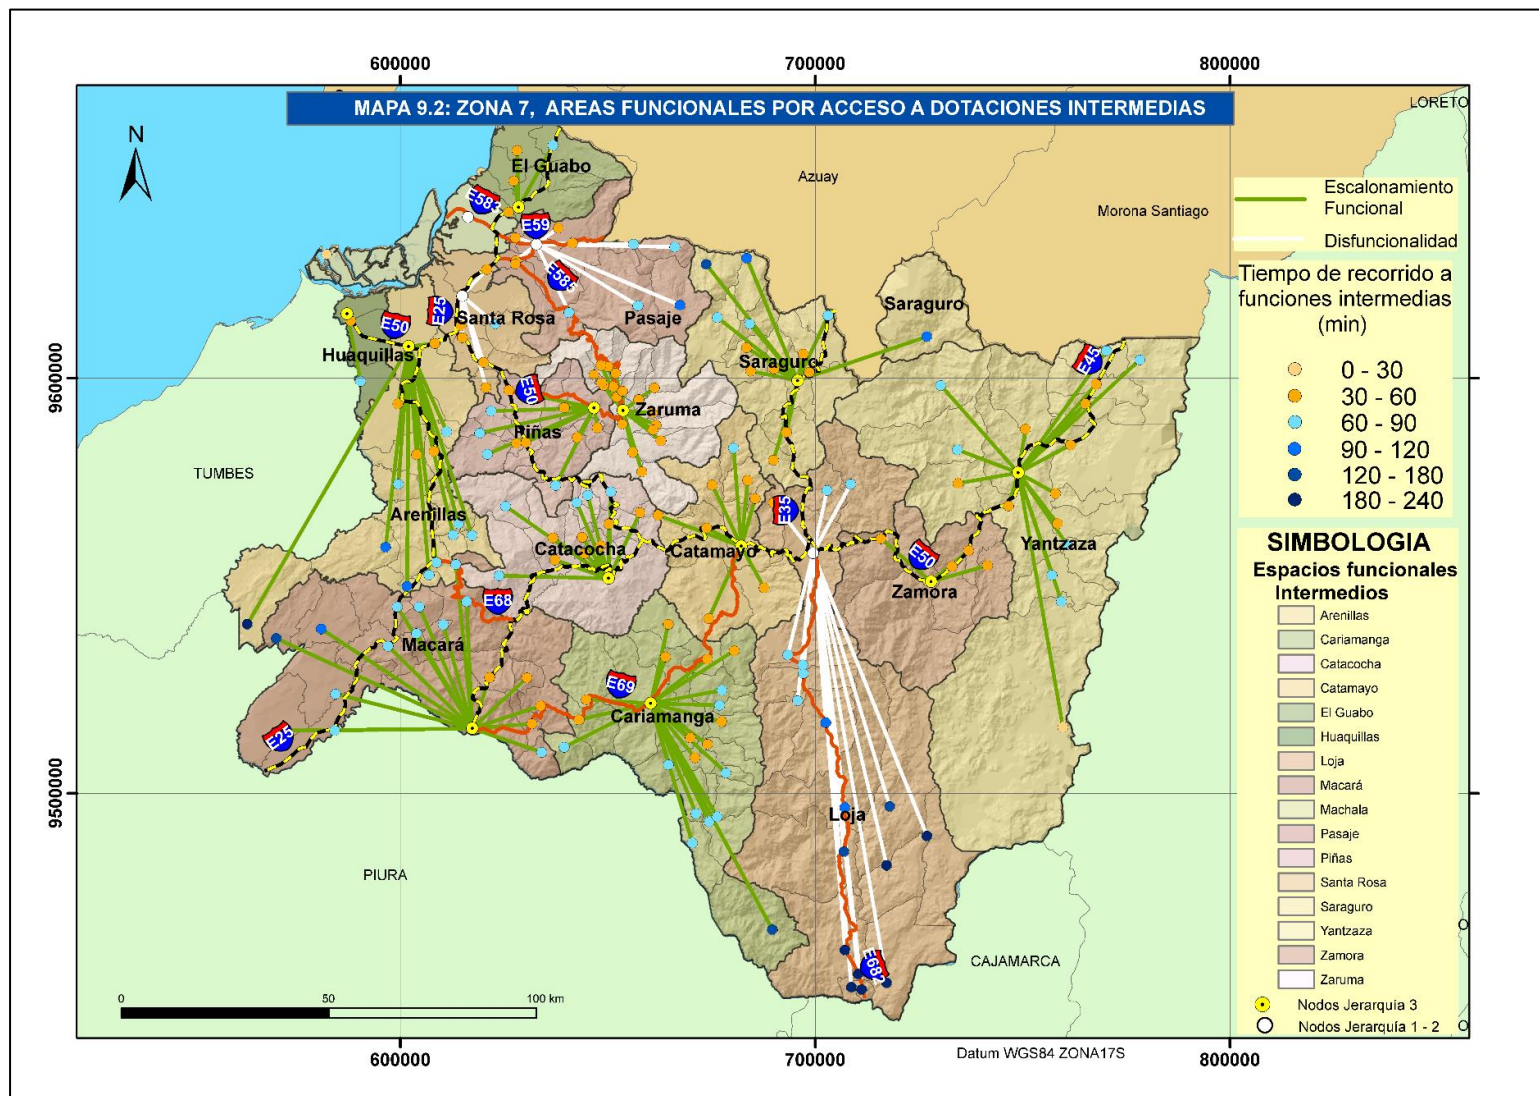 600000
700000
800000
LORETO
MAPA 9.2: ZONA 7, AREAS FUNCIONALES POR ACCESO A DOTACIONES INTERMEDIAS
N
El Guabo
Azuay
Morona Santiago
E583
E59
E585
Santa Rosa
Pasaje
Saraguro
E25
E50
Huaquillas
Saraguro
E45
9600000
E50
Zaruma
Piñas
TUMBES
Arenillas
E35
Catacocha
Catamayo
Yantzaza
E50
Zamora
E68
Macará
E69
Cariamanga
E25
9500000
Loja
PIURA
E682
CAJAMARCA
Escalonamiento
Funcional
Disfuncionalidad
Tiempo de recorrido a
funciones intermedias
(min)
0 - 30
30 - 60
60 - 90
90 - 120
120 - 180
180 - 240
SIMBOLOGIA
Espacios funcionales
Intermedios
Arenillas
Cariamanga
Catacocha
Catamayo
El Guabo
Huaquillas
Loja
Macará
Machala
Pasaje
Piñas
Santa Rosa
Saraguro
Yantzaza
Zamora
Zaruma
Nodos Jerarquía 3
Nodos Jerarquía 1 - 2
0 50 100 km
600000
700000
800000
Datum WGS84 ZONA17S